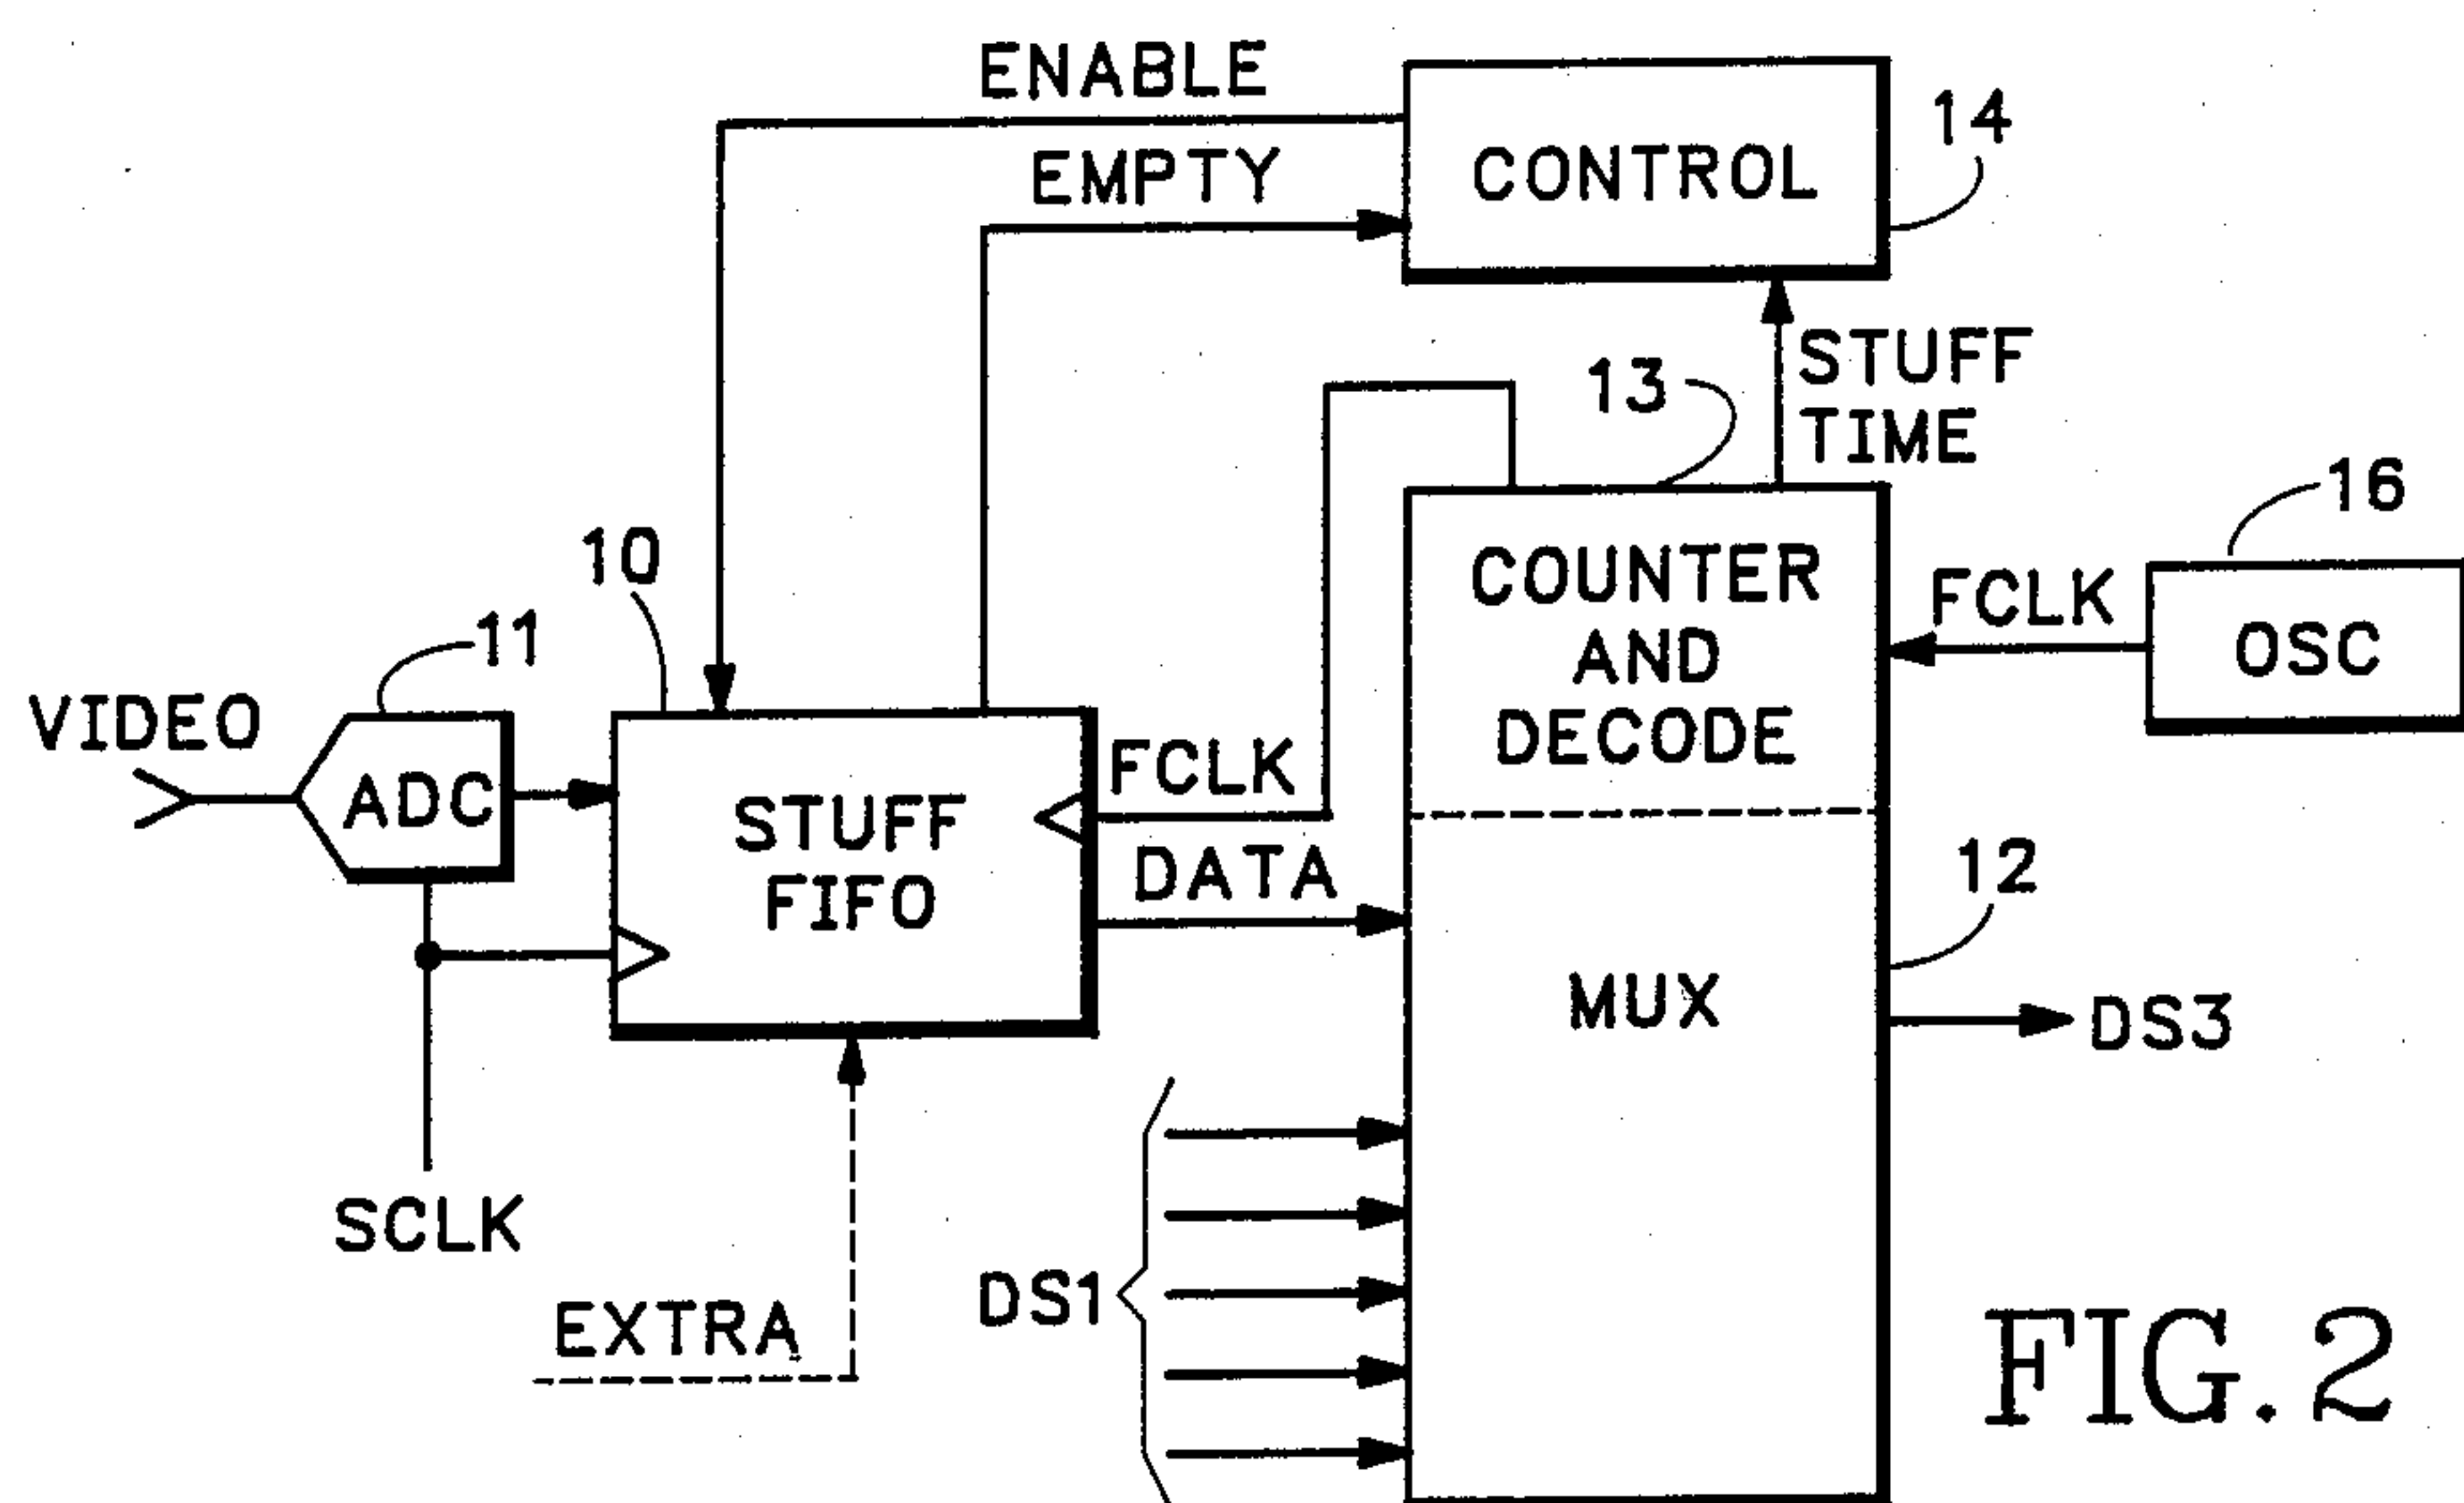 ENABLE
EMPTY
CONTROL
14
STUFF
TIME
13
16
10
COUNTER
AND
DECODE
FCLK
OSC
11
VIDEO
ADC
STUFF
FIFO
FCLK
DATA
12
MUX
DS3
SCLK
EXTRA
DS1
FIG. 2